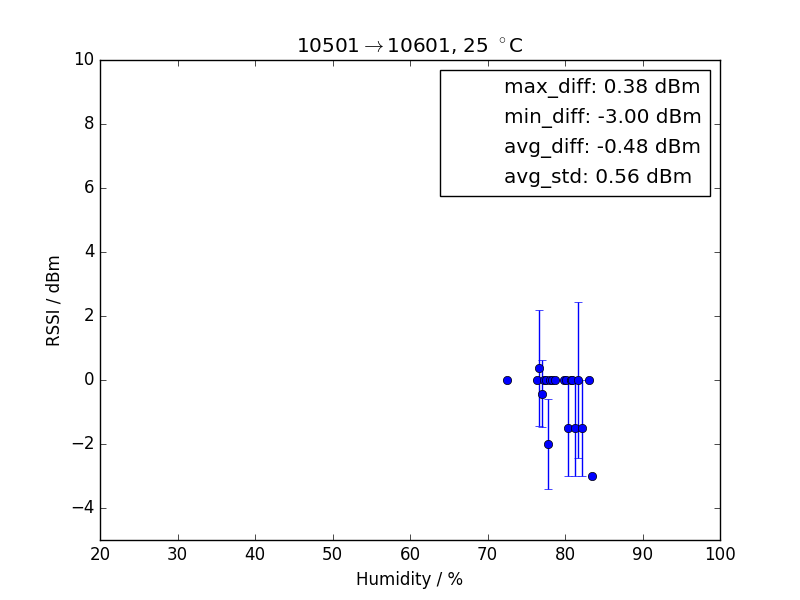 10501→10601, 25 °C
max_diff: 0.38 dBm
min_diff: -3.00 dBm
avg_diff: -0.48 dBm
avg_std: 0.56 dBm
RSSI / dBm
10
8
6
4
2
0
−2
−4
20 30 40 50 60 70 80 90 100
Humidity / %